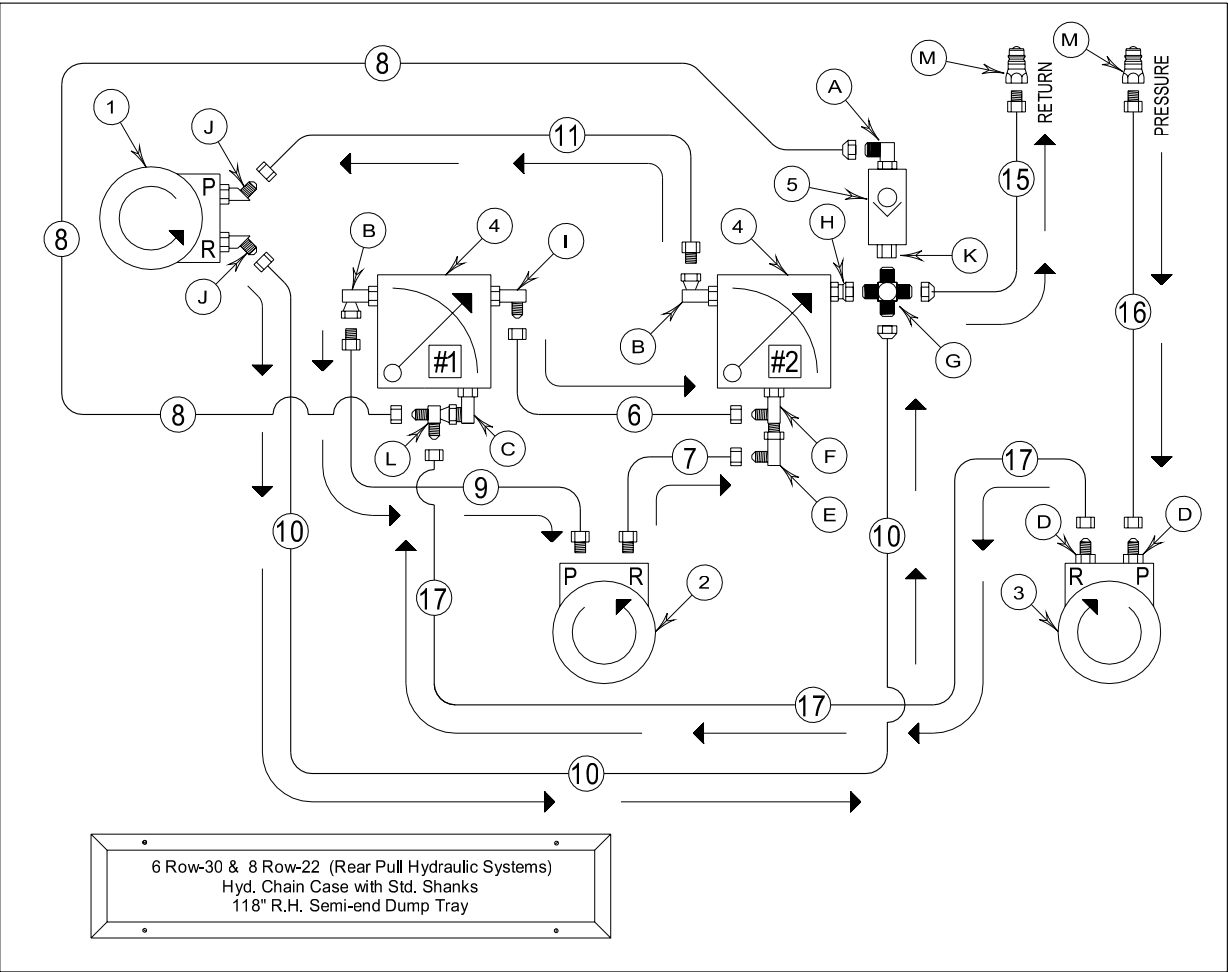 8
M
M
1
J
11
A
RETURN
PRESSURE
5
15
P
R
8
B
4
I
4
H
K
J
B
G
16
#1
#2
8
L
C
6
F
7
E
17
9
10
10
D
D
P
R
2
17
R
P
3
17
10
6 Row-30 & 8 Row-22 (Rear Pull Hydraulic Systems)
Hyd. Chain Case with Std. Shanks
118" R.H. Semi-end Dump Tray